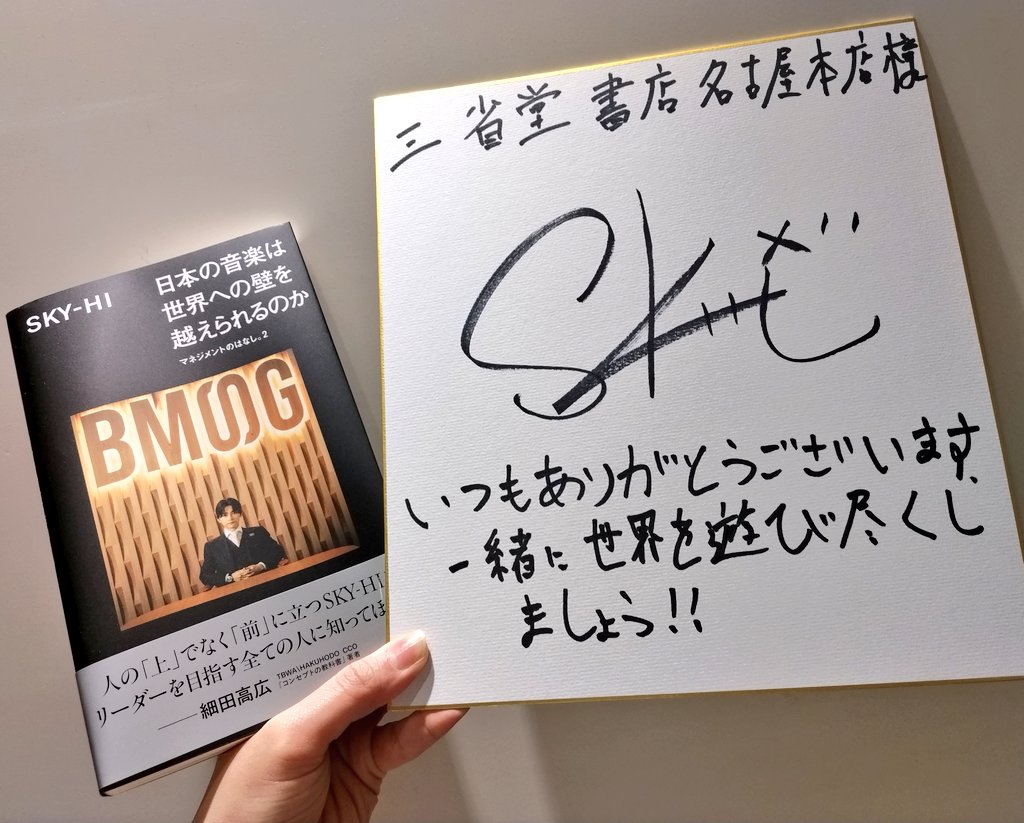 SKY-HI
日本の音楽は
世界への壁を
越えられるのか
マネジメントのはなし。2
BMSG
人の「上」でなく「前」に立つSKY-HI
リーダーを目指す全ての人に知ってほ
細田高広
TBWA\HAKUHODO CCO
『コンセプトの教科書』著者
三省堂書店名古屋本店様
いつもありがとうございます、
一緒に世界を遊び尽くし
ましょう!!